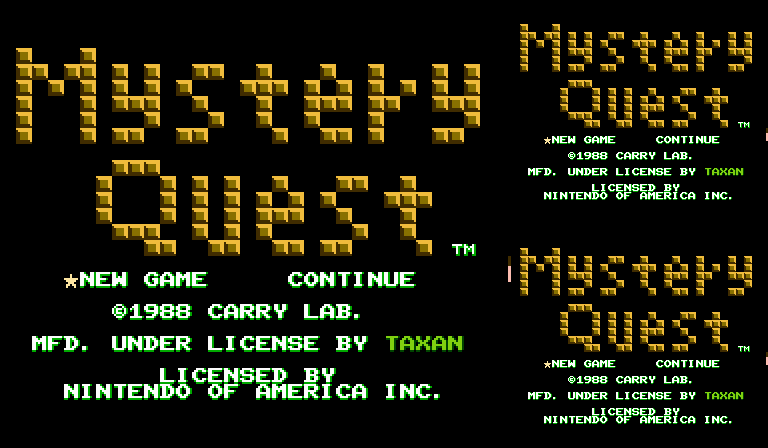 Mystery
Quest TM
NEW GAME CONTINUE
©1988 CARRY LAB.
MFD. UNDER LICENSE BY TAXAN
LICENSED BY
NINTENDO OF AMERICA INC.
Mystery
Quest TM
NEW GAME CONTINUE
©1988 CARRY LAB.
MFD. UNDER LICENSE BY TAXAN
LICENSED BY
NINTENDO OF AMERICA INC.
Mystery
Quest TM
NEW GAME CONTINUE
©1988 CARRY LAB.
MFD. UNDER LICENSE BY TAXAN
LICENSED BY
NINTENDO OF AMERICA INC.